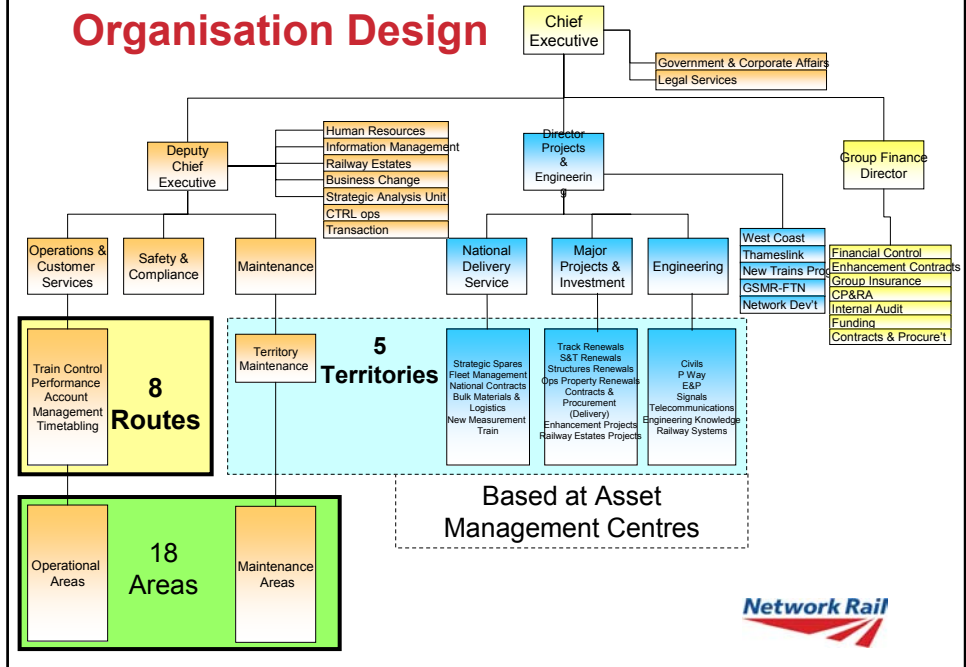 Organisation Design
Chief
Executive
Government & Corporate Affairs
Legal Services
Human Resources
Information Management
Railway Estates
Business Change
Strategic Analysis Unit
CTRL ops
Transaction
Deputy
Chief
Executive
Director
Projects
&
Engineerin
g
Group Finance
Director
Operations &
Customer
Services
Safety &
Compliance
Maintenance
National
Delivery
Service
Major
Projects &
Investment
Engineering
West Coast
Thameslink
New Trains Prog
GSMR-FTN
Network Dev't
Financial Control
Enhancement Contracts
Group Insurance
CP&RA
Internal Audit
Funding
Contracts & Procure't
Train Control
Performance
Account
Management
Timetabling
8
Routes
Territory
Maintenance
5
Territories
Strategic Spares
Fleet Management
National Contracts
Bulk Materials &
Logistics
New Measurement
Train
Track Renewals
S&T Renewals
Structures Renewals
Ops Property Renewals
Contracts &
Procurement
(Delivery)
Enhancement Projects
Railway Estates Projects
Civils
P Way
E&P
Signals
Telecommunications
Engineering Knowledge
Railway Systems
Based at Asset
Management Centres
Operational
Areas
18
Areas
Maintenance
Areas
Network Rail